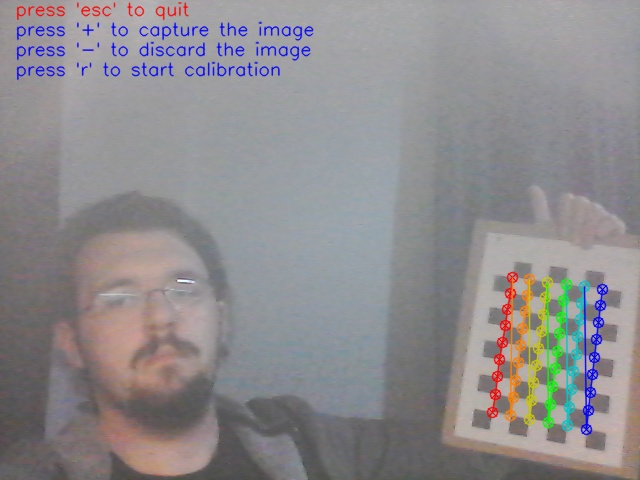 press 'esc' to quit
press '+' to capture the image
press '-' to discard the image
press 'r' to start calibration